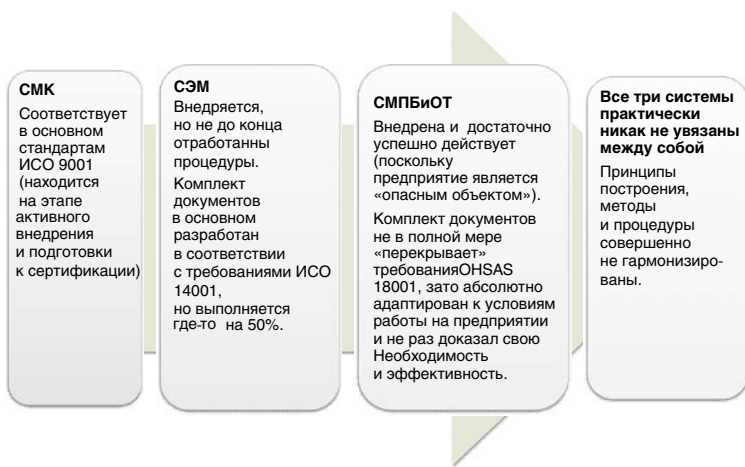 СМК
Соответствует
в основном
стандартам
ИСО 9001
(находится
на этапе
активного
внедрения
и подготовки
к сертификации)
СЭМ
Внедряется,
но не до конца
отработанны
процедуры.
Комплект
документов
в основном
разработан
в соответствии
с требованиями ИСО
14001,
но выполняется
где-то на 50%.
СМПБиОТ
Внедрена и достаточно
успешно действует
(поскольку
предприятие является
«опасным объектом»).
Комплект документов
не в полной мере
«перекрывает»
требованияOHSAS
18001, зато абсолютно
адаптирован к условиям
работы на предприятии
и не раз доказал свою
Необходимость
и эффективность.
Все три системы
практически
никак не увязаны
между собой
Принципы
построения,
методы
и процедуры
совершенно
не гармонизиро-
ваны.